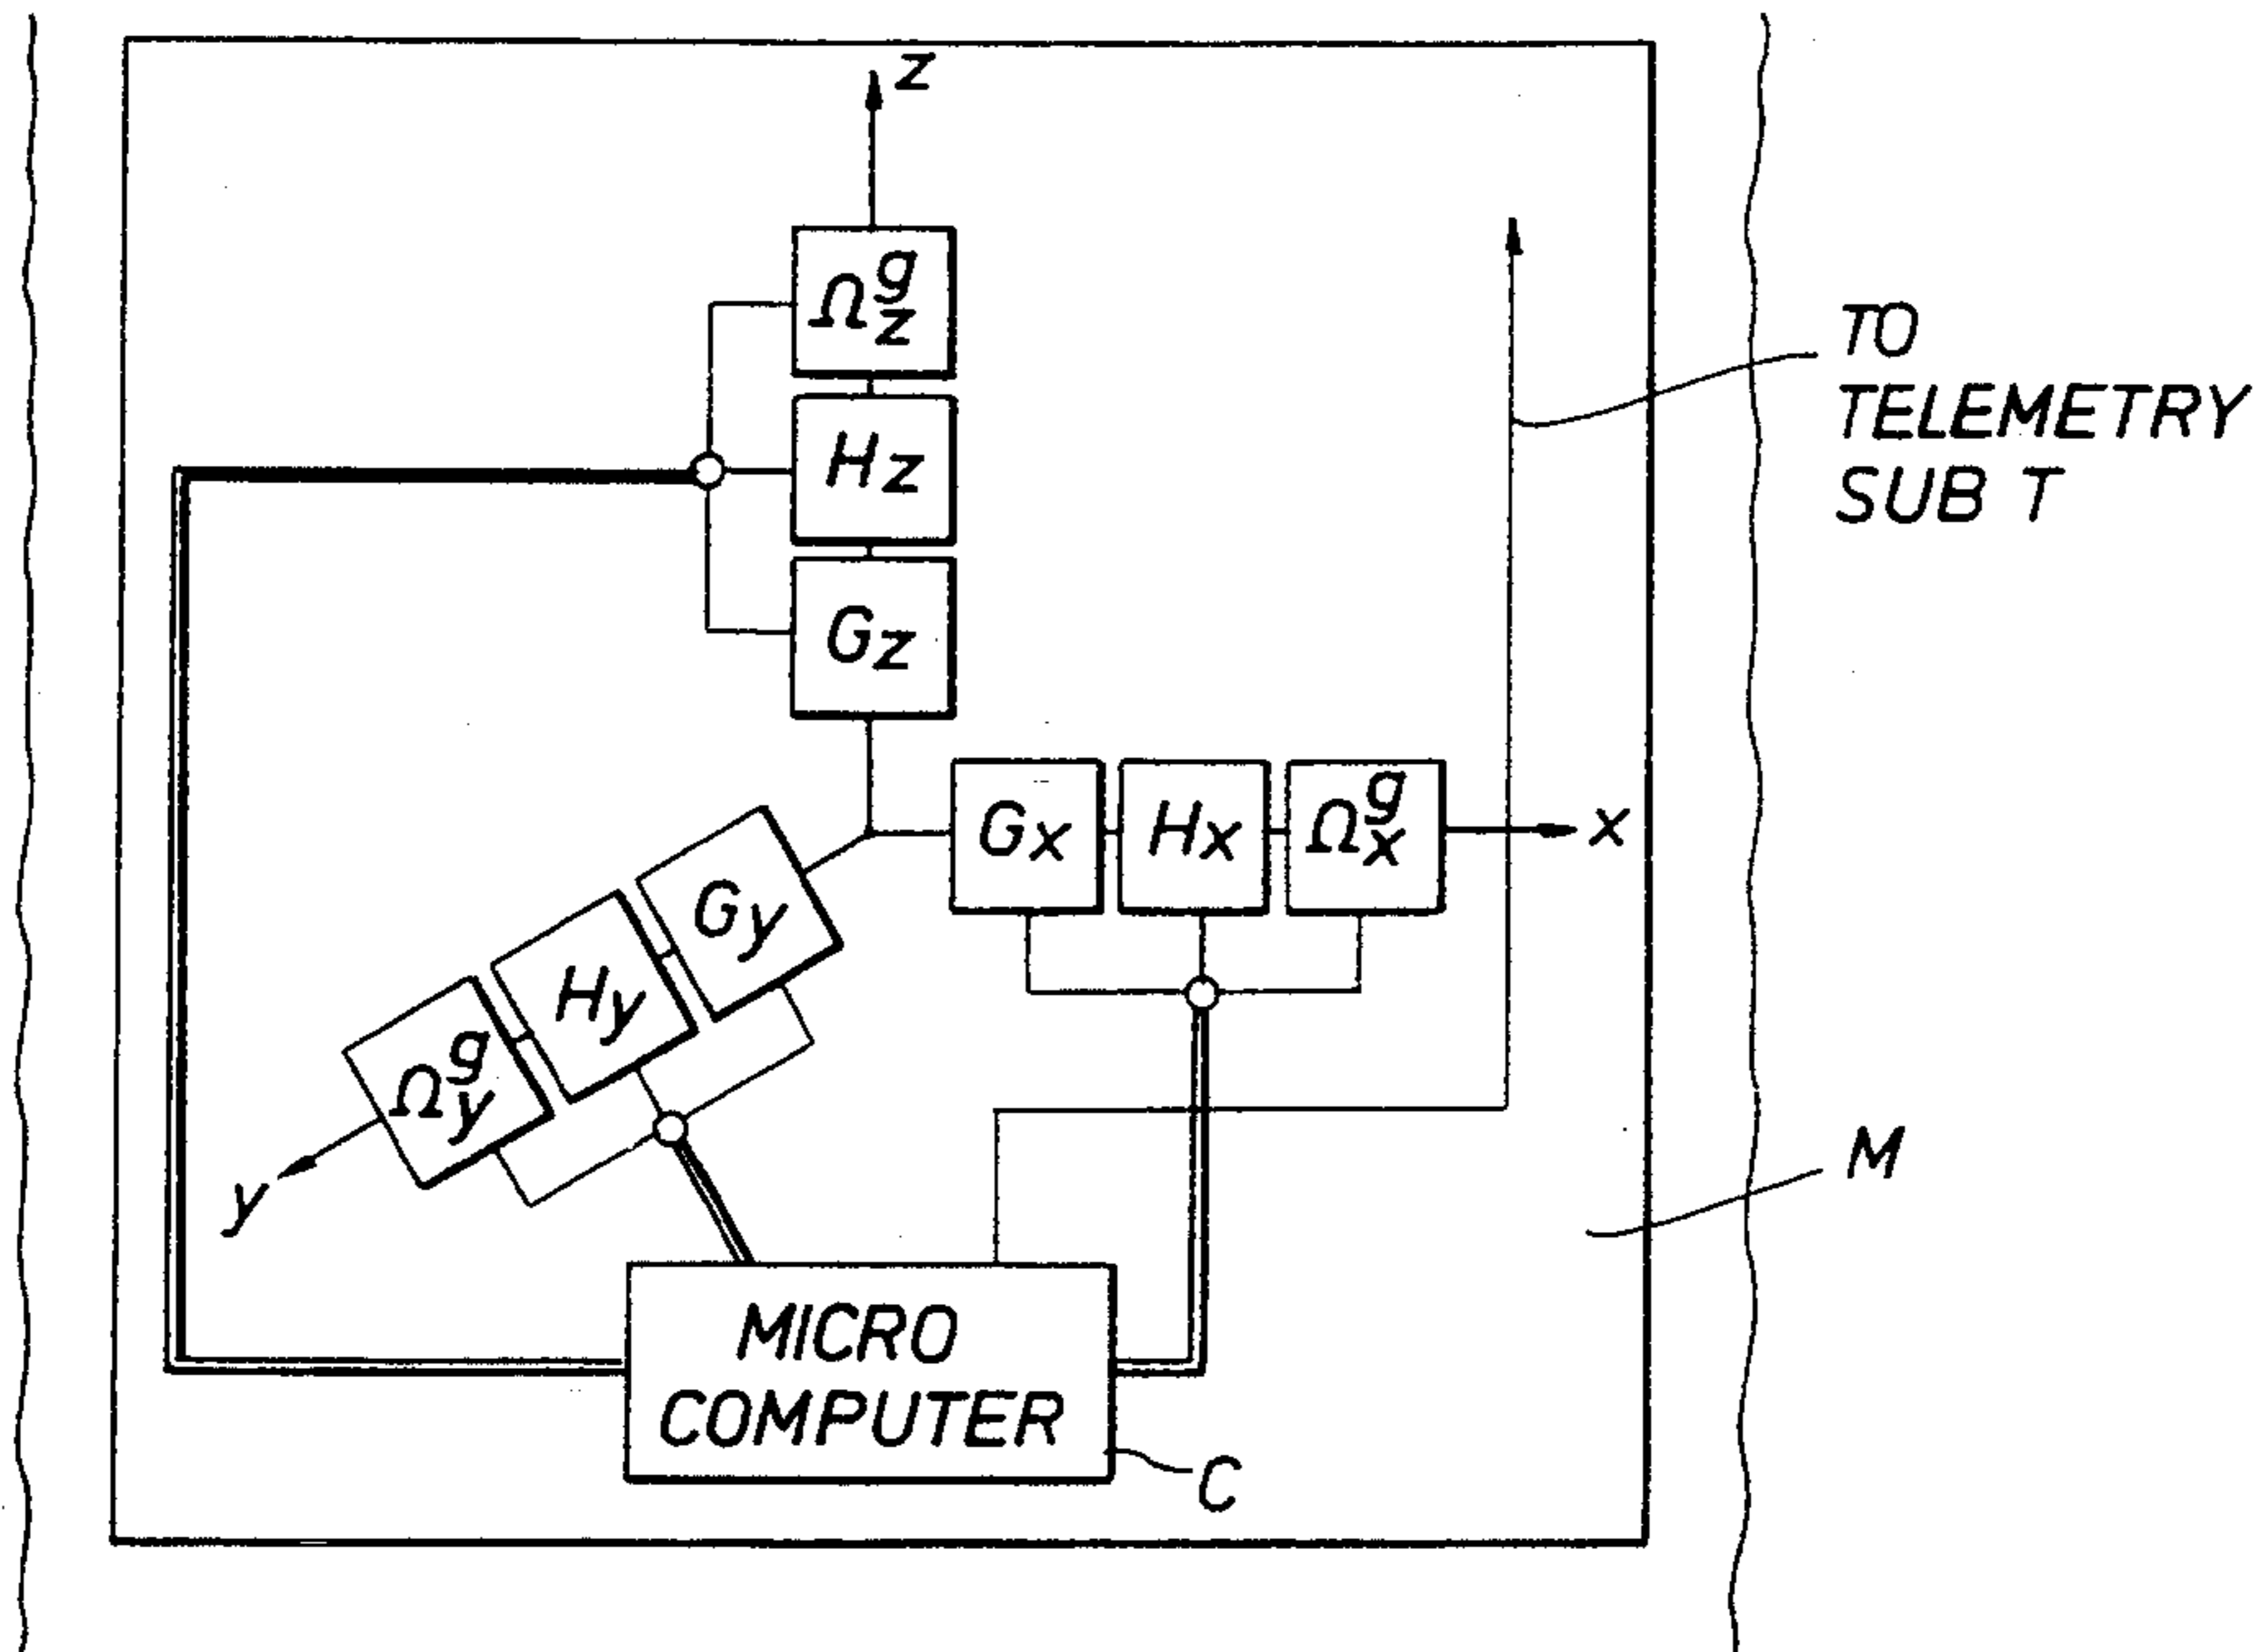 z
Ω^g_z
Hz
Gz
TO
TELEMETRY
SUB T
Gx
Hx
Ω^g_x
x
Gy
Hy
Ω^g_y
y
M
MICRO
COMPUTER
C